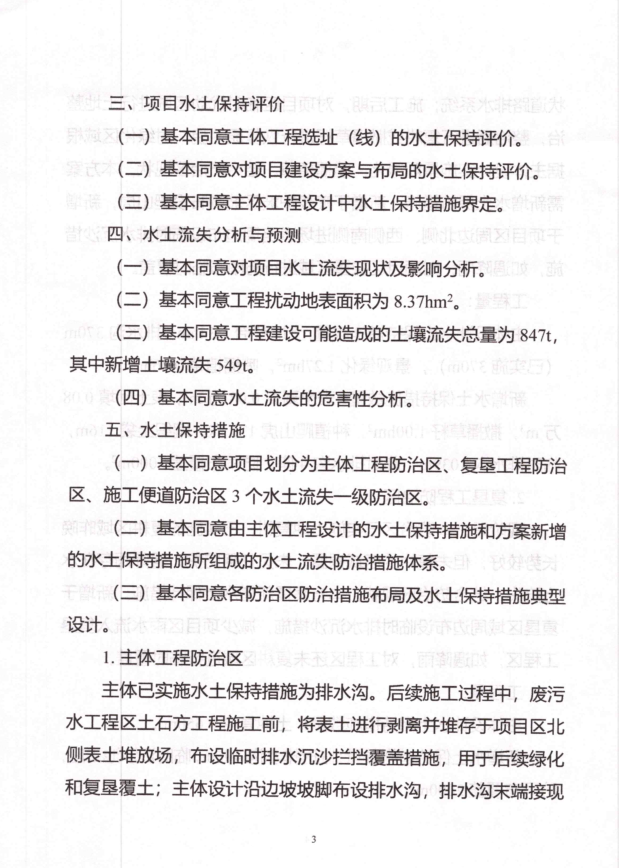 三、项目水土保持评价
（一）基本同意主体工程选址（线）的水土保持评价。
（二）基本同意对项目建设方案与布局的水土保持评价。
（三）基本同意主体工程设计中水土保持措施界定。
四、水土流失分析与预测
（一）基本同意对项目水土流失现状及影响分析。
（二）基本同意工程扰动地表面积为 8.37hm²。
（三）基本同意工程建设可能造成的土壤流失总量为 847t，
其中新增土壤流失 549t。
（四）基本同意水土流失的危害性分析。
五、水土保持措施
（一）基本同意项目划分为主体工程防治区、复垦工程防治
区、施工便道防治区 3 个水土流失一级防治区。
（二）基本同意由主体工程设计的水土保持措施和方案新增
的水土保持措施所组成的水土流失防治措施体系。
（三）基本同意各防治区防治措施布局及水土保持措施典型
设计。
1. 主体工程防治区
主体已实施水土保持措施为排水沟。后续施工过程中，废污
水工程区土石方工程施工前，将表土进行剥离并堆存于项目区北
侧表土堆放场，布设临时排水沉沙拦挡覆盖措施，用于后续绿化
和复垦覆土；主体设计沿边坡坡脚布设排水沟，排水沟末端接现
3